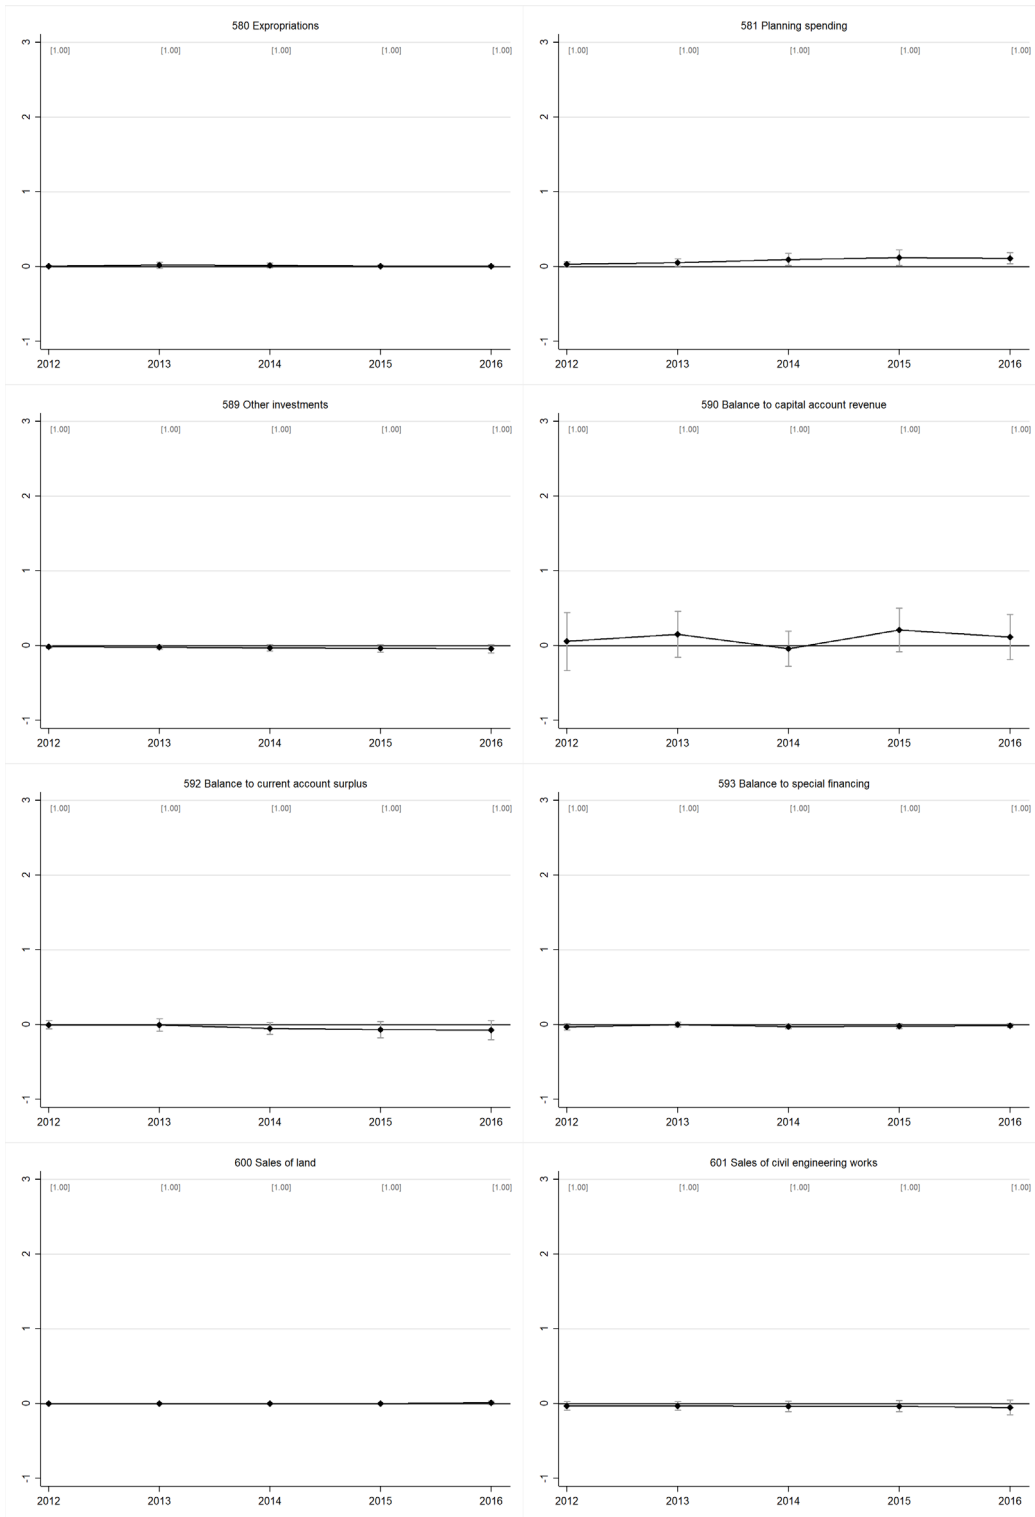 580 Expropriations
3
[1.00] [1.00] [1.00] [1.00] [1.00]
2
1
0
-1
2012 2013 2014 2015 2016
581 Planning spending
3
[1.00] [1.00] [1.00] [1.00] [1.00]
2
1
0
-1
2012 2013 2014 2015 2016
589 Other investments
3
[1.00] [1.00] [1.00] [1.00] [1.00]
2
1
0
-1
2012 2013 2014 2015 2016
590 Balance to capital account revenue
3
[1.00] [1.00] [1.00] [1.00] [1.00]
2
1
0
-1
2012 2013 2014 2015 2016
592 Balance to current account surplus
3
[1.00] [1.00] [1.00] [1.00] [1.00]
2
1
0
-1
2012 2013 2014 2015 2016
593 Balance to special financing
3
[1.00] [1.00] [1.00] [1.00] [1.00]
2
1
0
-1
2012 2013 2014 2015 2016
600 Sales of land
3
[1.00] [1.00] [1.00] [1.00] [1.00]
2
1
0
-1
2012 2013 2014 2015 2016
601 Sales of civil engineering works
3
[1.00] [1.00] [1.00] [1.00] [1.00]
2
1
0
-1
2012 2013 2014 2015 2016